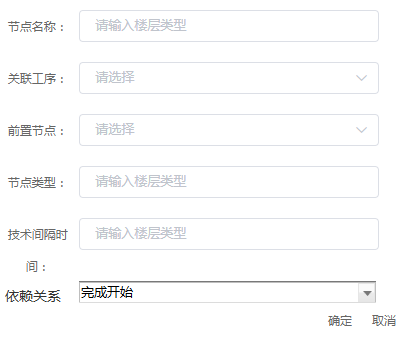 节点名称： 请输入楼层类型
关联工序： 请选择
前置节点： 请选择
节点类型： 请输入楼层类型
技术间隔时 请输入楼层类型
间：
依赖关系 完成开始
确定 取消